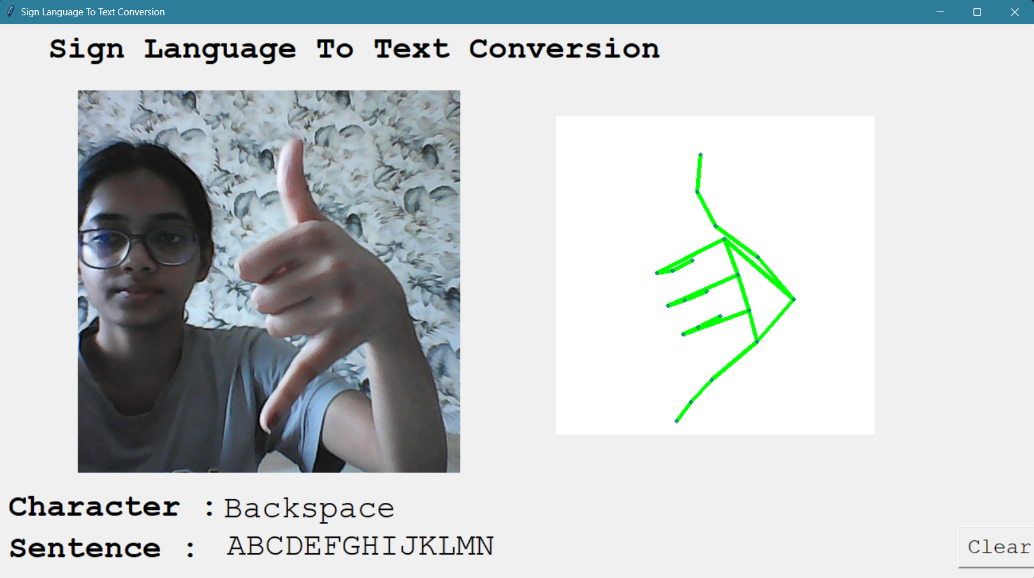 Sign Language To Text Conversion
Sign Language To Text Conversion
Character : Backspace
Sentence : ABCDEFGHIJKLMN
Clear